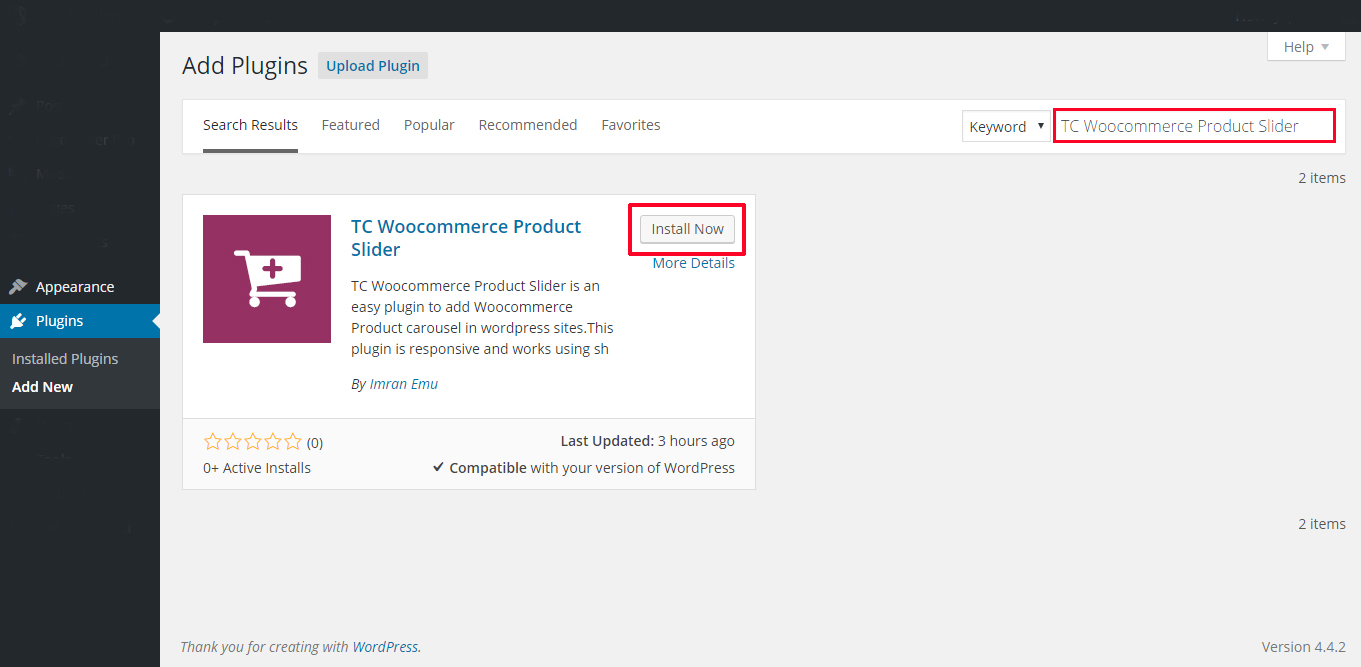 Help ▼
Add Plugins Upload Plugin
Search Results Featured Popular Recommended Favorites Keyword ▼ TC Woocommerce Product Slider
2 items
TC Woocommerce Product
Slider
Install Now
More Details
TC Woocommerce Product Slider is an
easy plugin to add Woocommerce
Product carousel in wordpress sites.This
plugin is responsive and works using sh
By Imran Emu
(0)
0+ Active Installs
Last Updated: 3 hours ago
✔ Compatible with your version of WordPress
Appearance
Plugins
Installed Plugins
Add New
2 items
Thank you for creating with WordPress.
Version 4.4.2